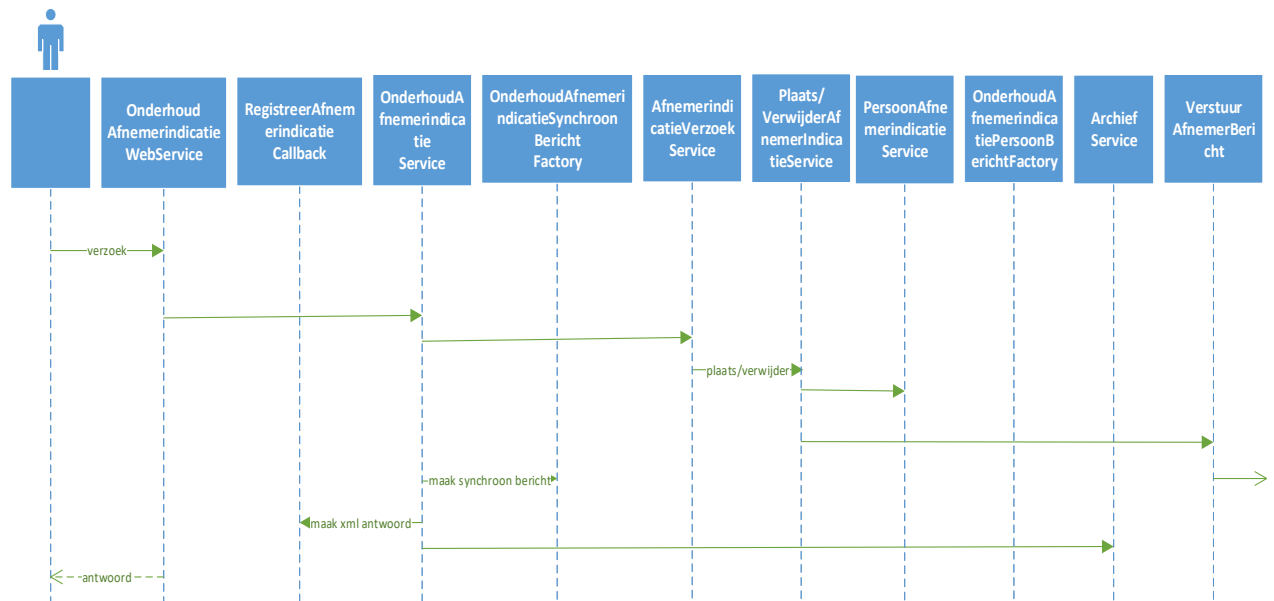 Onderhoud
Afnemerindicatie
WebService
RegistreerAfnem
erindicatie
Callback
OnderhoudA
fnemerindica
tie
Service
OnderhoudAfnemeri
ndicatieSynchroon
Bericht
Factory
Afnemerindi
catieVerzoek
Service
Plaats/
VerwijderAf
nemerIndica
tieService
PersoonAfne
merindicatie
Service
OnderhoudA
fnemerindica
tiePersoonB
erichtFactory
Archief
Service
Verstuur
AfnemerBeri
cht
verzoek
plaats/verwijder
maak synchroon bericht
maak xml antwoord
antwoord